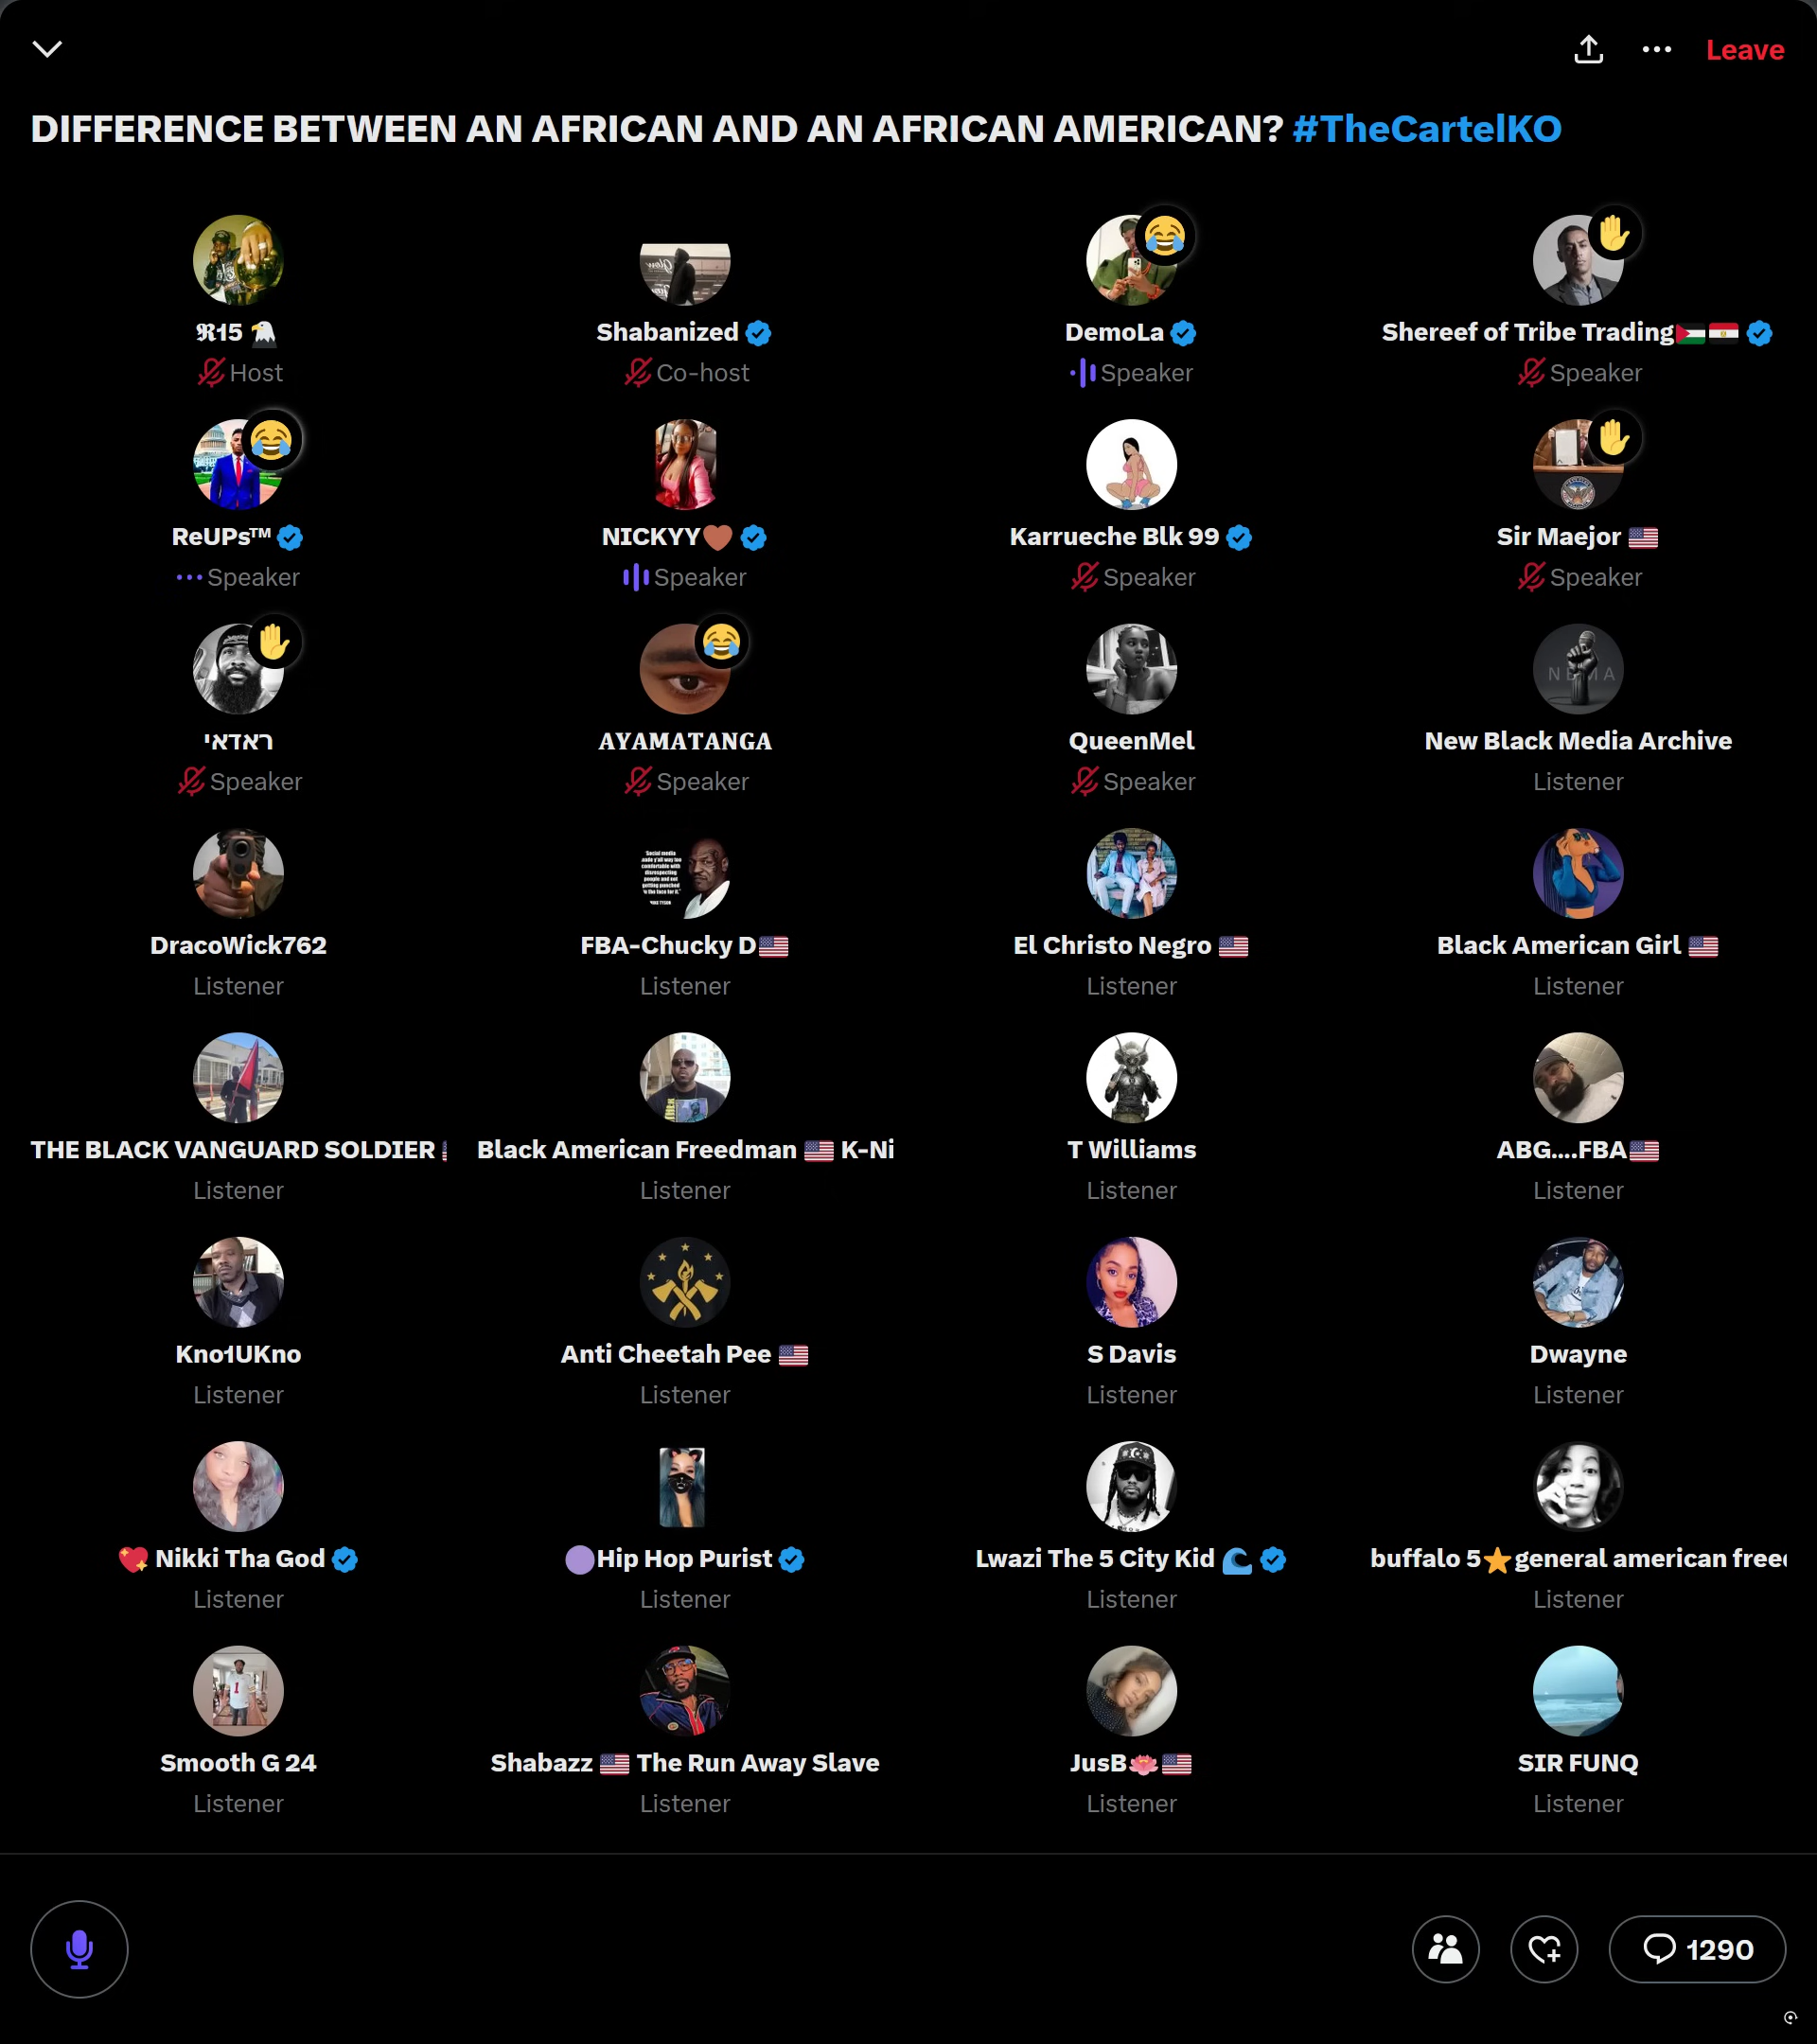 Leave
DIFFERENCE BETWEEN AN AFRICAN AND AN AFRICAN AMERICAN? #TheCartelKO
ℜ15 🦅
Host
Shabanized
Co-host
DemoLa
Speaker
Shereef of Tribe Trading🇵🇸🇪🇬
Speaker
ReUPs™
Speaker
NICKYY🤎
Speaker
Karrueche Blk 99
Speaker
Sir Maejor 🇺🇸
Speaker
ראדאי
Speaker
𝐀𝐘𝐀𝐌𝐀𝐓𝐀𝐍𝐆𝐀
Speaker
QueenMel
Speaker
New Black Media Archive
Listener
DracoWick762
Listener
FBA-Chucky D🇺🇸
Listener
El Christo Negro 🇺🇸
Listener
Black American Girl 🇺🇸
Listener
THE BLACK VANGUARD SOLDIER
Listener
Black American Freedman 🇺🇸 K-Ni
Listener
T Williams
Listener
ABG....FBA🇺🇸
Listener
Kno1UKno
Listener
Anti Cheetah Pee 🇺🇸
Listener
S Davis
Listener
Dwayne
Listener
💖 Nikki Tha God
Listener
🟣Hip Hop Purist
Listener
Lwazi The 5 City Kid 🌊
Listener
buffalo 5⭐general american free
Listener
Smooth G 24
Listener
Shabazz 🇺🇸 The Run Away Slave
Listener
JusB🪷🇺🇸
Listener
SIR FUNQ
Listener
1290